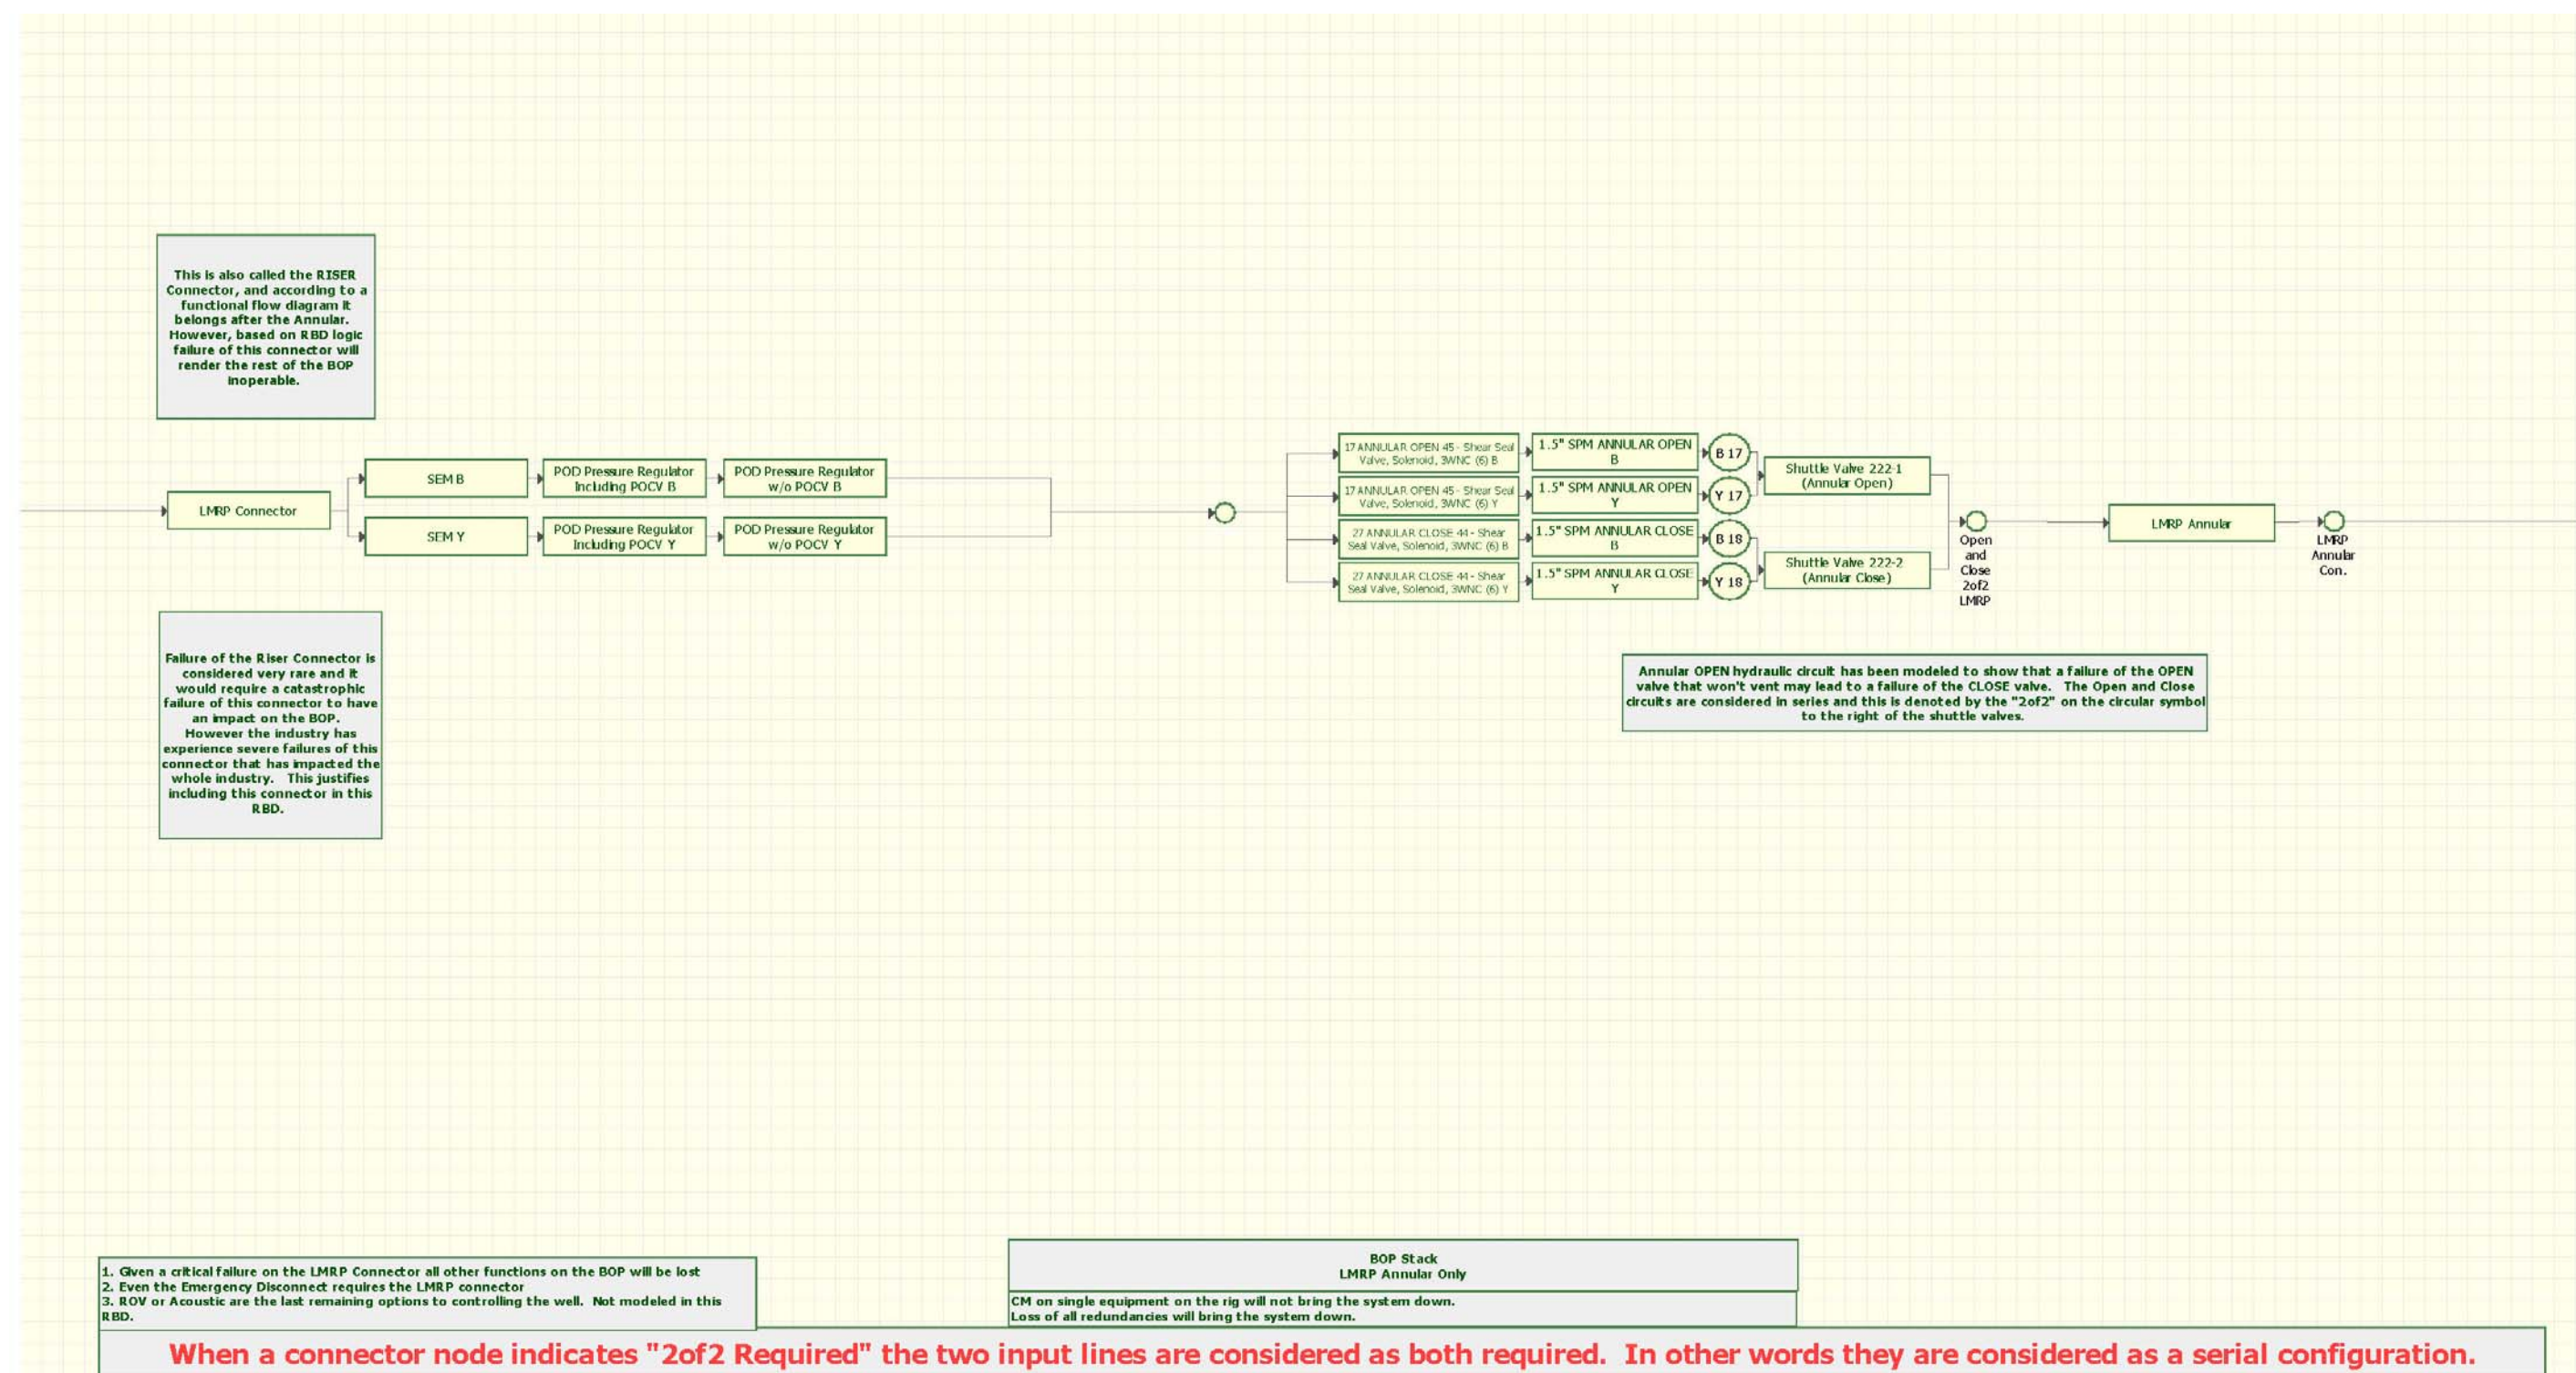 This is also called the RISER
Connector, and according to a
functional flow diagram it
belongs after the Annular.
However, based on RBD logic
failure of this connector will
render the rest of the BOP
inoperable.
LMRP Connector
SEM B
POD Pressure Regulator
Including POCV B
POD Pressure Regulator
w/o POCV B
SEM Y
POD Pressure Regulator
Including POCV Y
POD Pressure Regulator
w/o POCV Y
17 ANNULAR OPEN 45 - Shear Seal
Valve, Solenoid, 3WNC (6) B
1.5" SPM ANNULAR OPEN
B
B 17
17 ANNULAR OPEN 45 - Shear Seal
Valve, Solenoid, 3WNC (6) Y
1.5" SPM ANNULAR OPEN
Y
Y 17
Shuttle Valve 222-1
(Annular Open)
27 ANNULAR CLOSE 44 - Shear
Seal Valve, Solenoid, 3WNC (6) B
1.5" SPM ANNULAR CLOSE
B
B 18
27 ANNULAR CLOSE 44 - Shear
Seal Valve, Solenoid, 3WNC (6) Y
1.5" SPM ANNULAR CLOSE
Y
Y 18
Shuttle Valve 222-2
(Annular Close)
Open
and
Close
2of2
LMRP
LMRP Annular
LMRP
Annular
Con.
Failure of the Riser Connector is
considered very rare and it
would require a catastrophic
failure of this connector to have
an impact on the BOP.
However the industry has
experience severe failures of this
connector that has impacted the
whole industry. This justifies
including this connector in this
RBD.
Annular OPEN hydraulic circuit has been modeled to show that a failure of the OPEN
valve that won't vent may lead to a failure of the CLOSE valve. The Open and Close
circuits are considered in series and this is denoted by the "2of2" on the circular symbol
to the right of the shuttle valves.
1. Given a critical failure on the LMRP Connector all other functions on the BOP will be lost
2. Even the Emergency Disconnect requires the LMRP connector
3. ROV or Acoustic are the last remaining options to controlling the well. Not modeled in this
RBD.
BOP Stack
LMRP Annular Only
CM on single equipment on the rig will not bring the system down.
Loss of all redundancies will bring the system down.
When a connector node indicates "2of2 Required" the two input lines are considered as both required. In other words they are considered as a serial configuration.